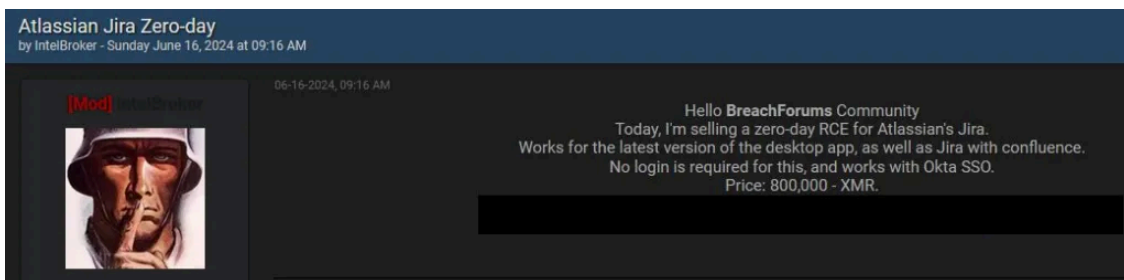 Atlassian Jira Zero-day
by IntelBroker - Sunday June 16, 2024 at 09:16 AM
06-16-2024, 09:16 AM
[Mod] IntelBroker
Hello BreachForums Community
Today, I'm selling a zero-day RCE for Atlassian's Jira.
Works for the latest version of the desktop app, as well as Jira with confluence.
No login is required for this, and works with Okta SSO.
Price: 800,000 - XMR.